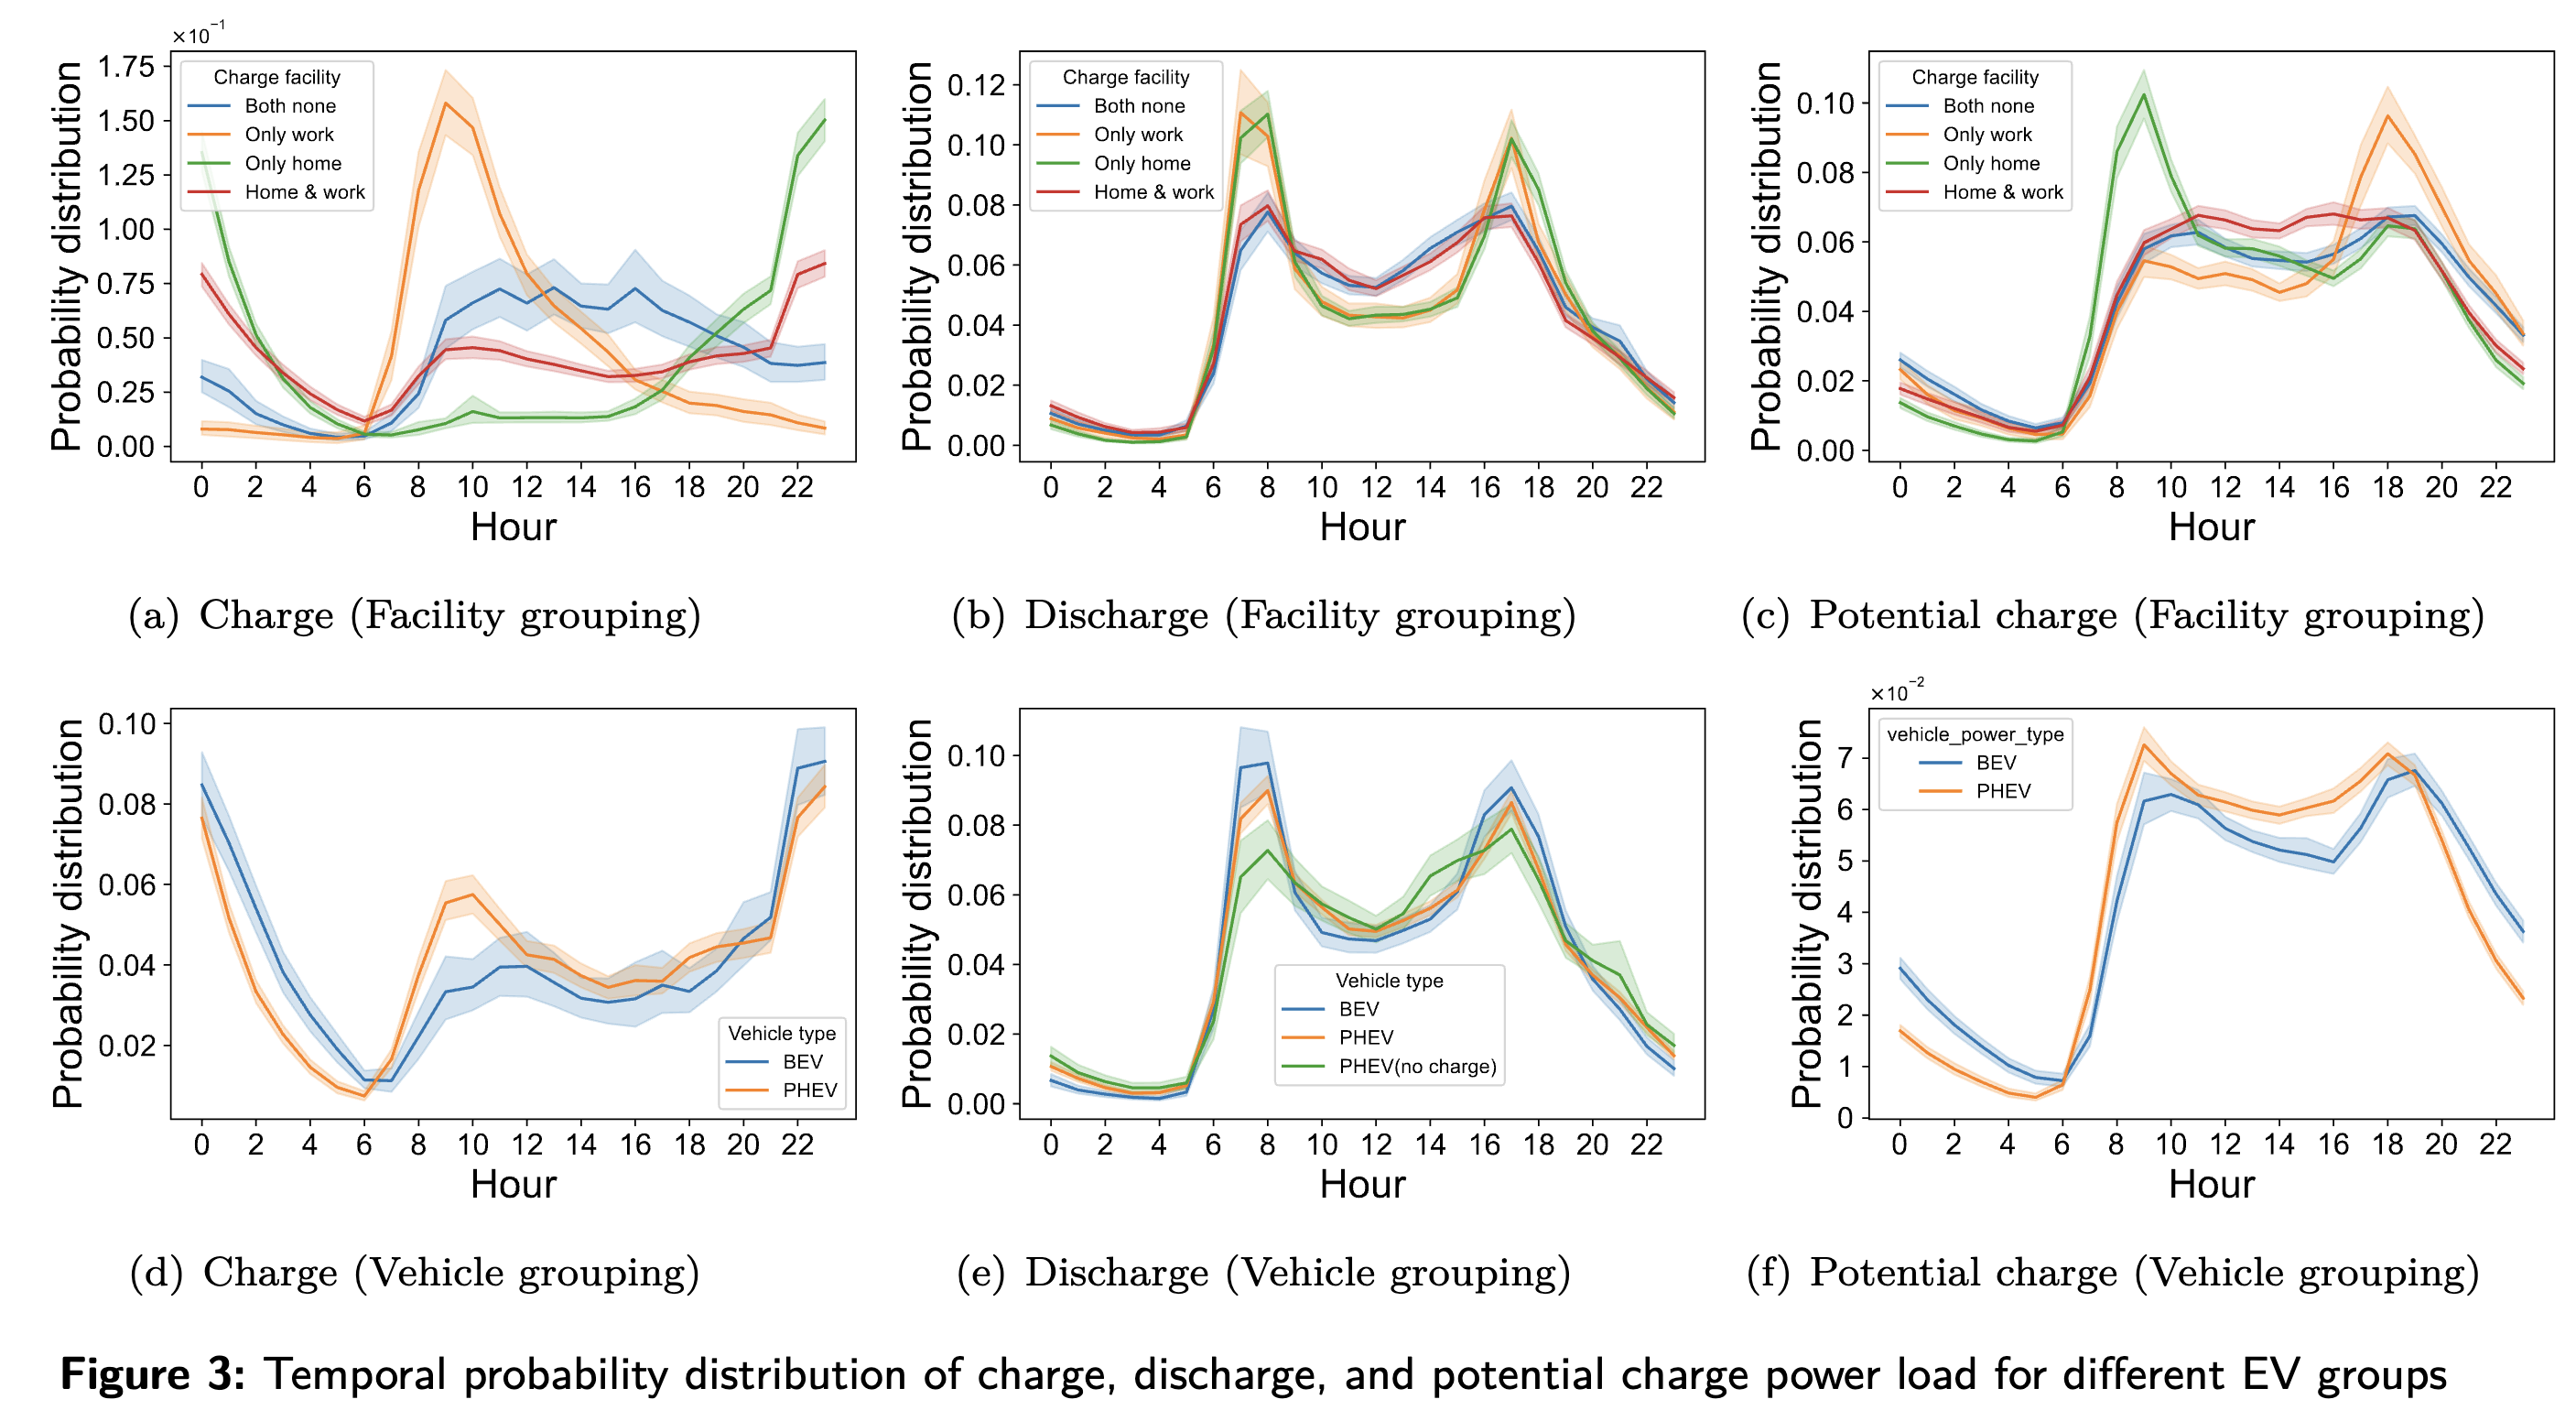 ×10⁻¹
Probability distribution
1.75
1.50
1.25
1.00
0.75
0.50
0.25
0.00
Charge facility
Both none
Only work
Only home
Home & work
0 2 4 6 8 10 12 14 16 18 20 22
Hour
(a) Charge (Facility grouping)
Probability distribution
0.12
0.10
0.08
0.06
0.04
0.02
0.00
Charge facility
Both none
Only work
Only home
Home & work
0 2 4 6 8 10 12 14 16 18 20 22
Hour
(b) Discharge (Facility grouping)
Probability distribution
0.10
0.08
0.06
0.04
0.02
0.00
Charge facility
Both none
Only work
Only home
Home & work
0 2 4 6 8 10 12 14 16 18 20 22
Hour
(c) Potential charge (Facility grouping)
Probability distribution
0.10
0.08
0.06
0.04
0.02
Vehicle type
BEV
PHEV
0 2 4 6 8 10 12 14 16 18 20 22
Hour
(d) Charge (Vehicle grouping)
Probability distribution
0.10
0.08
0.06
0.04
0.02
0.00
Vehicle type
BEV
PHEV
PHEV(no charge)
0 2 4 6 8 10 12 14 16 18 20 22
Hour
(e) Discharge (Vehicle grouping)
×10⁻²
Probability distribution
7
6
5
4
3
2
1
0
vehicle_power_type
BEV
PHEV
0 2 4 6 8 10 12 14 16 18 20 22
Hour
(f) Potential charge (Vehicle grouping)
Figure 3: Temporal probability distribution of charge, discharge, and potential charge power load for different EV groups